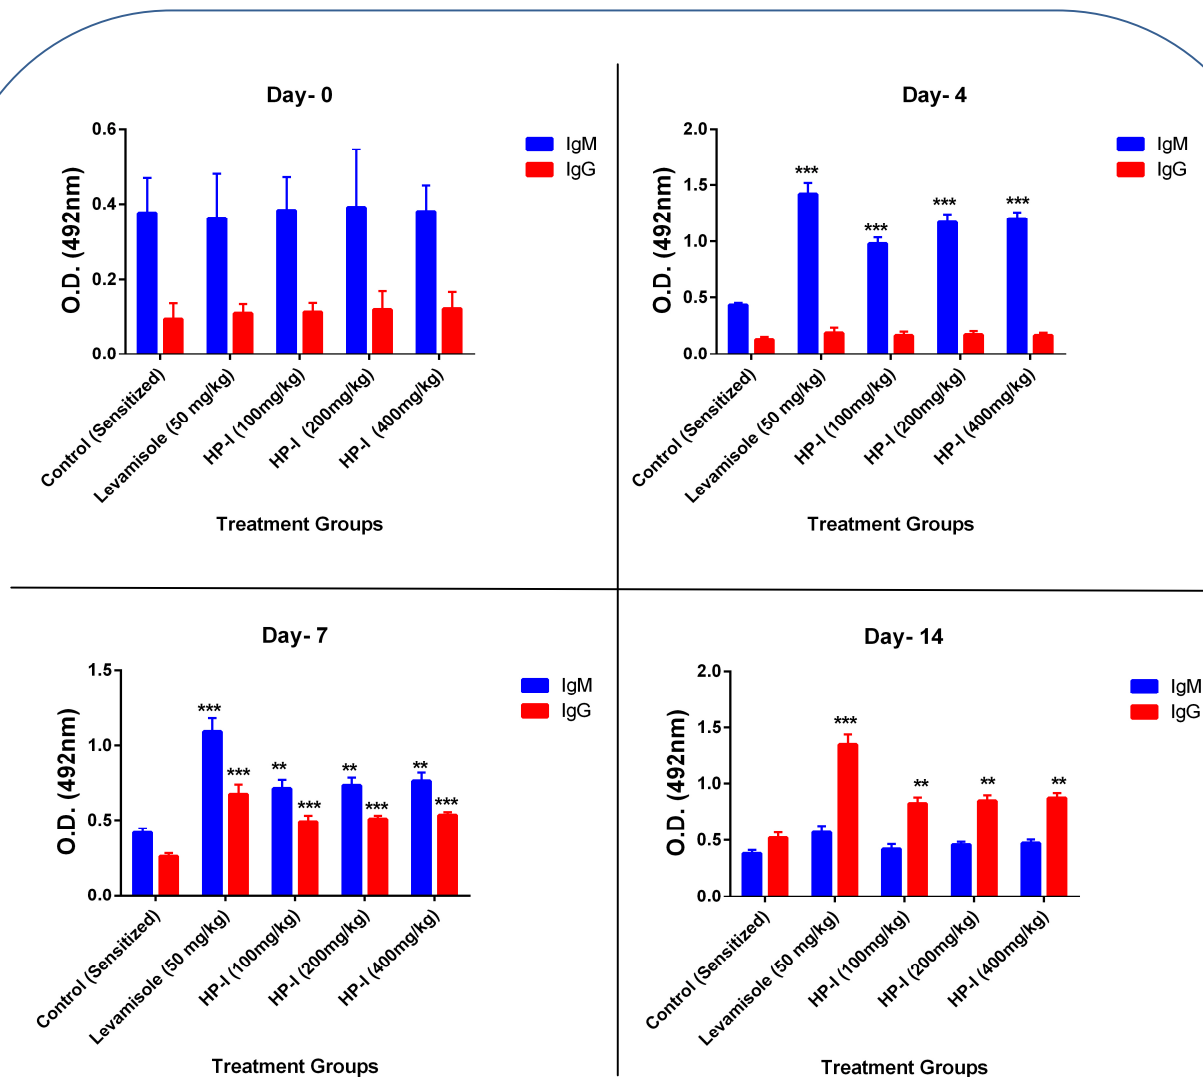 Day- 0
0.6
0.4
0.2
0.0
O.D. (492nm)
IgM
IgG
Control (Sensitized)
Levamisole (50 mg/kg)
HP-I (100mg/kg)
HP-I  (200mg/kg)
HP-I  (400mg/kg)
Treatment Groups
Day- 4
2.0
1.5
1.0
0.5
0.0
O.D. (492nm)
***
***
***
***
IgM
IgG
Control (Sensitized)
Levamisole (50 mg/kg)
HP-I (100mg/kg)
HP-I (200mg/kg)
HP-I (400mg/kg)
Treatment Groups
Day- 7
1.5
1.0
0.5
0.0
O.D. (492nm)
***
***
**
***
**
***
**
***
IgM
IgG
Control (Sensitized)
Levamisole (50 mg/kg)
HP-I (100mg/kg)
HP-I (200mg/kg)
HP-I (400mg/kg)
Treatment Groups
Day- 14
2.0
1.5
1.0
0.5
0.0
O.D. (492nm)
***
**
**
**
IgM
IgG
Control (Sensitized)
Levamisole (50 mg/kg)
HP-I (100mg/kg)
HP-I (200mg/kg)
HP-I (400mg/kg)
Treatment Groups